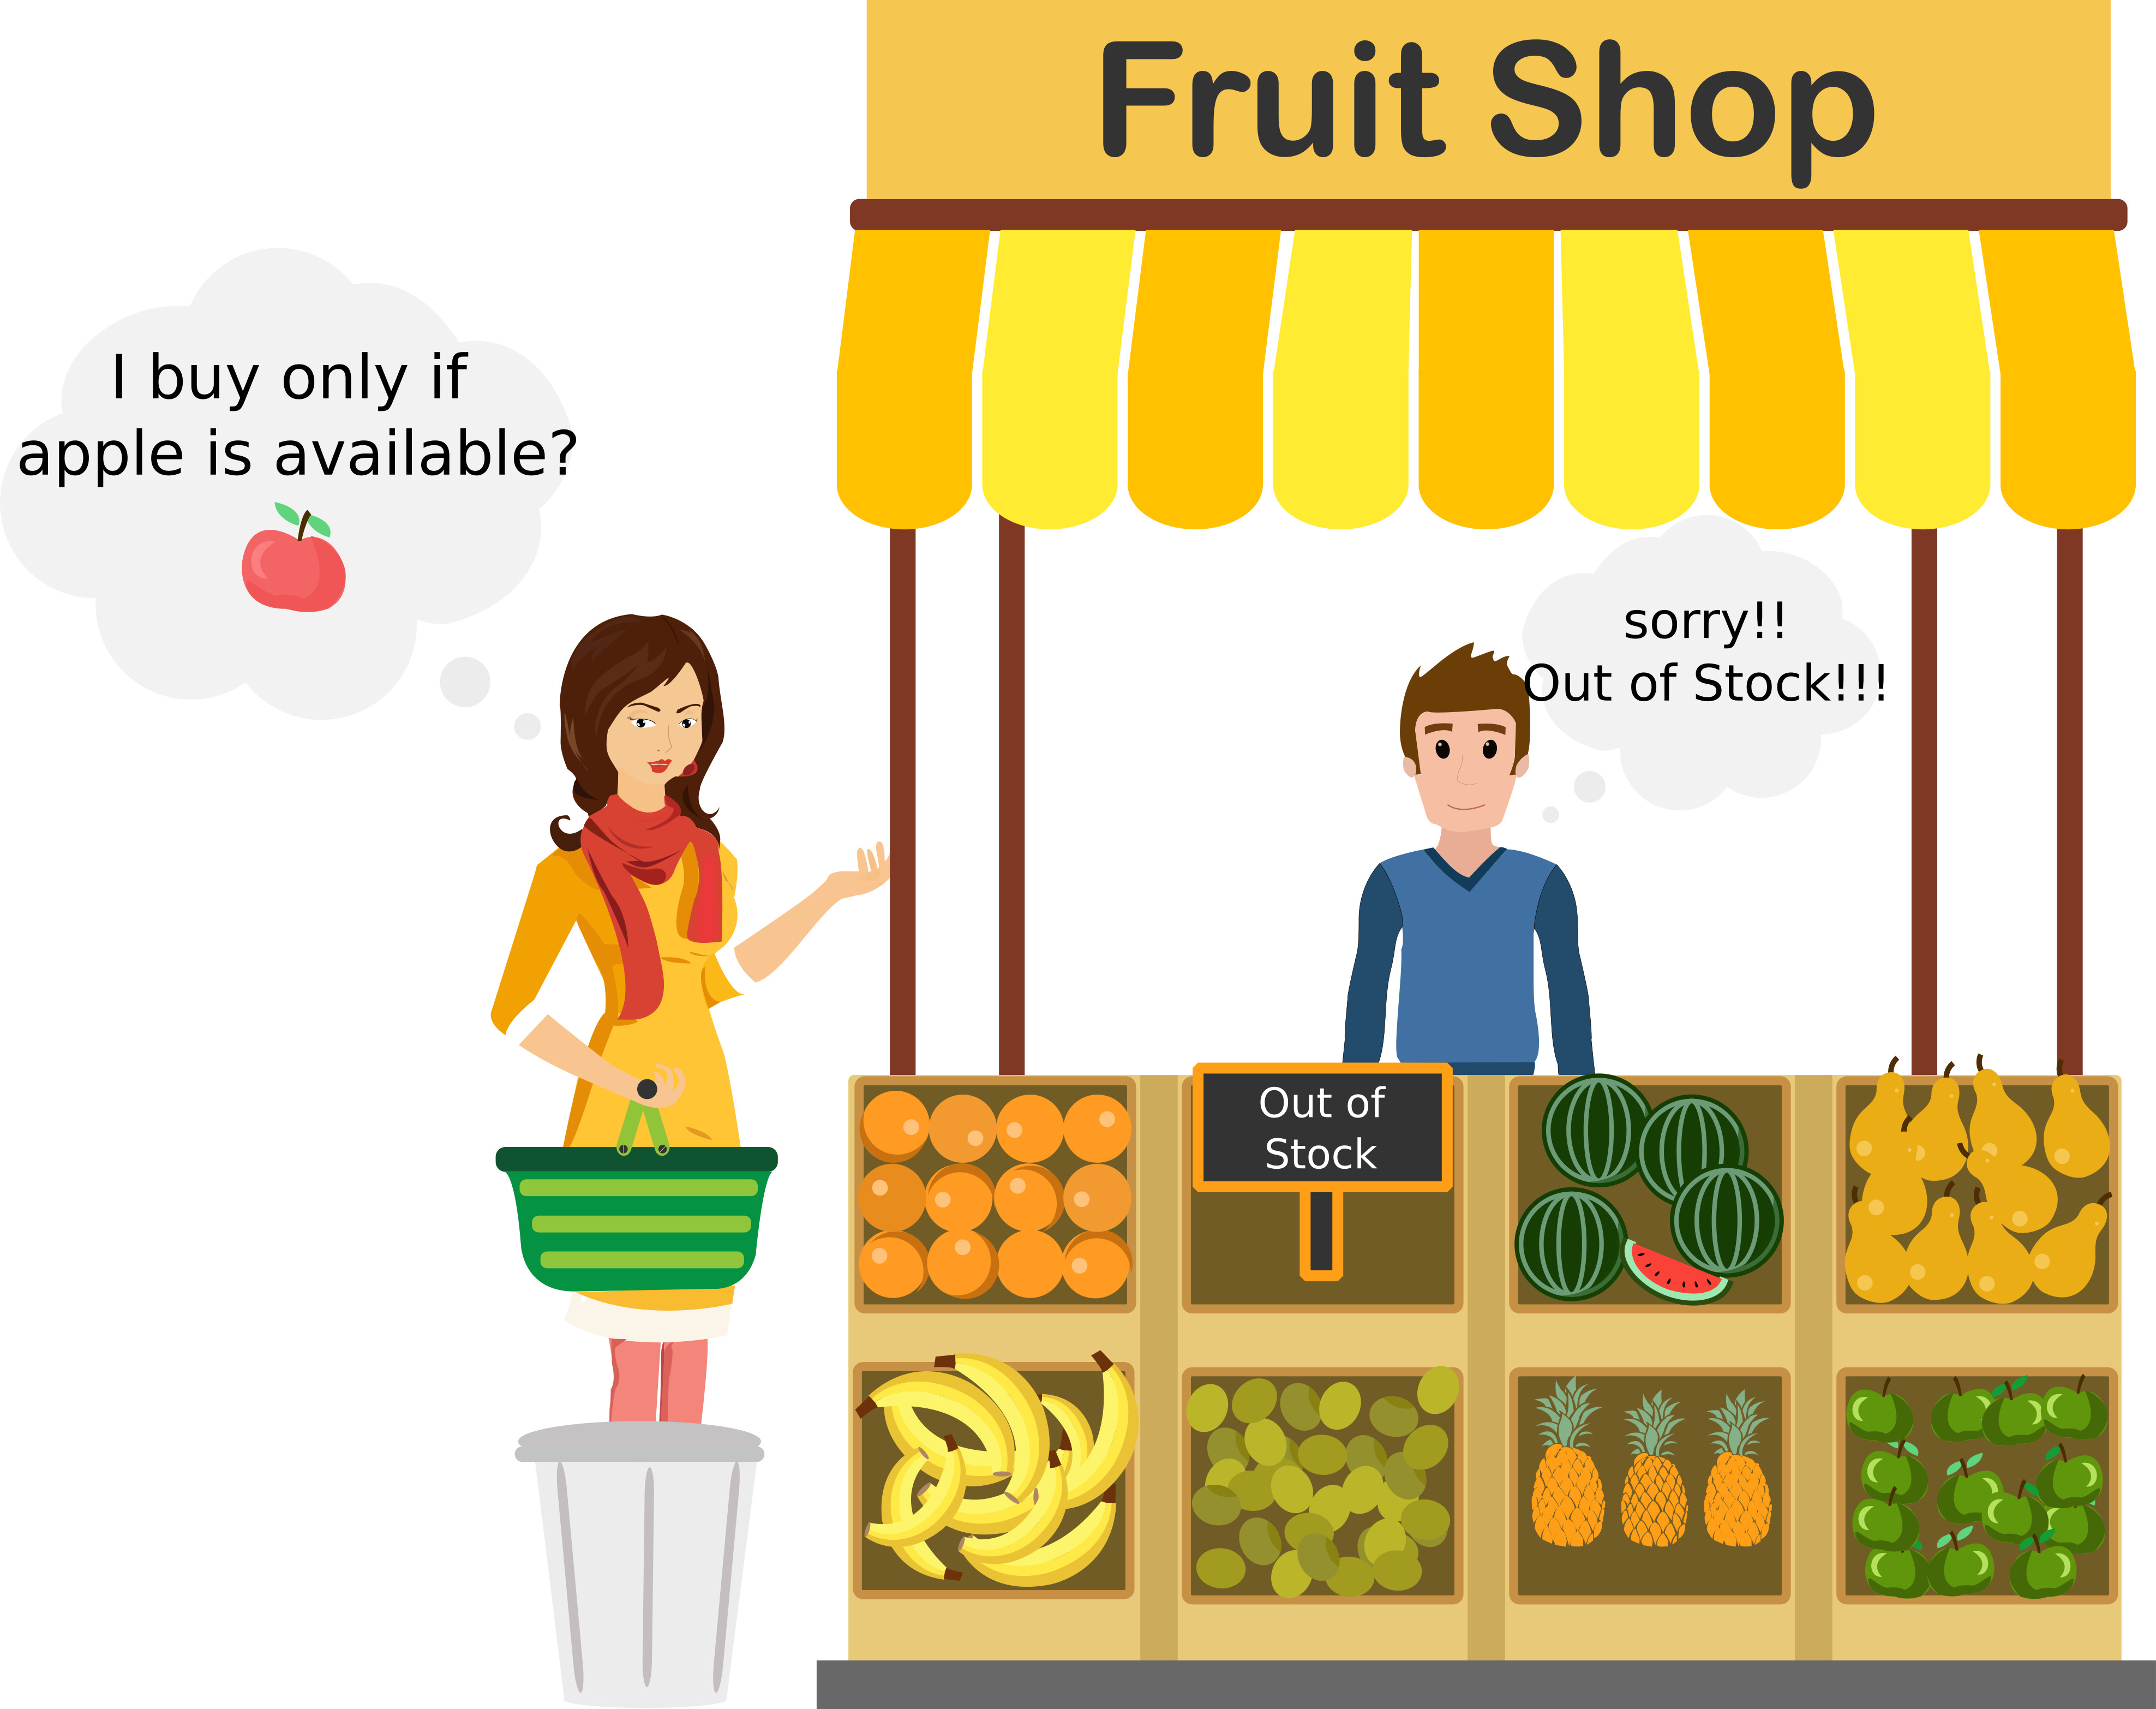 Fruit Shop
I buy only if
apple is available?
sorry!!
Out of Stock!!!
Out of
Stock